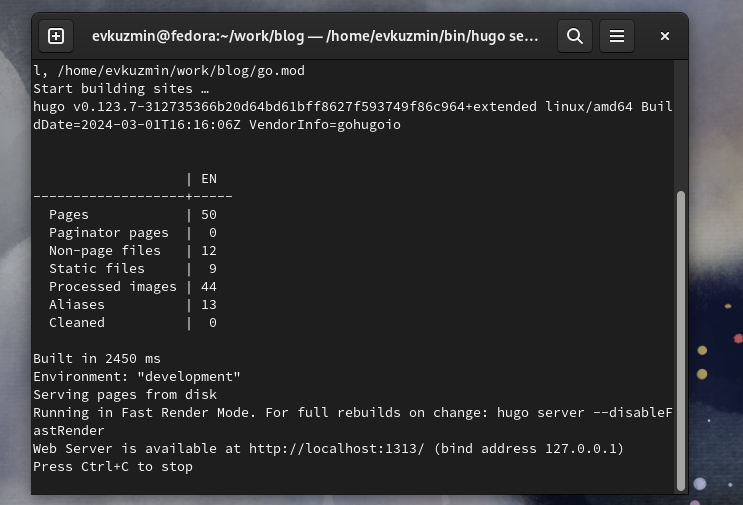 evkuzmin@fedora:~/work/blog — /home/evkuzmin/bin/hugo se…
l, /home/evkuzmin/work/blog/go.mod
Start building sites …
hugo v0.123.7-312735366b20d64bd61bff8627f593749f86c964+extended linux/amd64 Buil
dDate=2024-03-01T16:16:06Z VendorInfo=gohugoio
                   | EN
-------------------+-----
  Pages            | 50
  Paginator pages  |  0
  Non-page files   | 12
  Static files     |  9
  Processed images | 44
  Aliases          | 13
  Cleaned          |  0
Built in 2450 ms
Environment: "development"
Serving pages from disk
Running in Fast Render Mode. For full rebuilds on change: hugo server --disableF
astRender
Web Server is available at http://localhost:1313/ (bind address 127.0.0.1)
Press Ctrl+C to stop